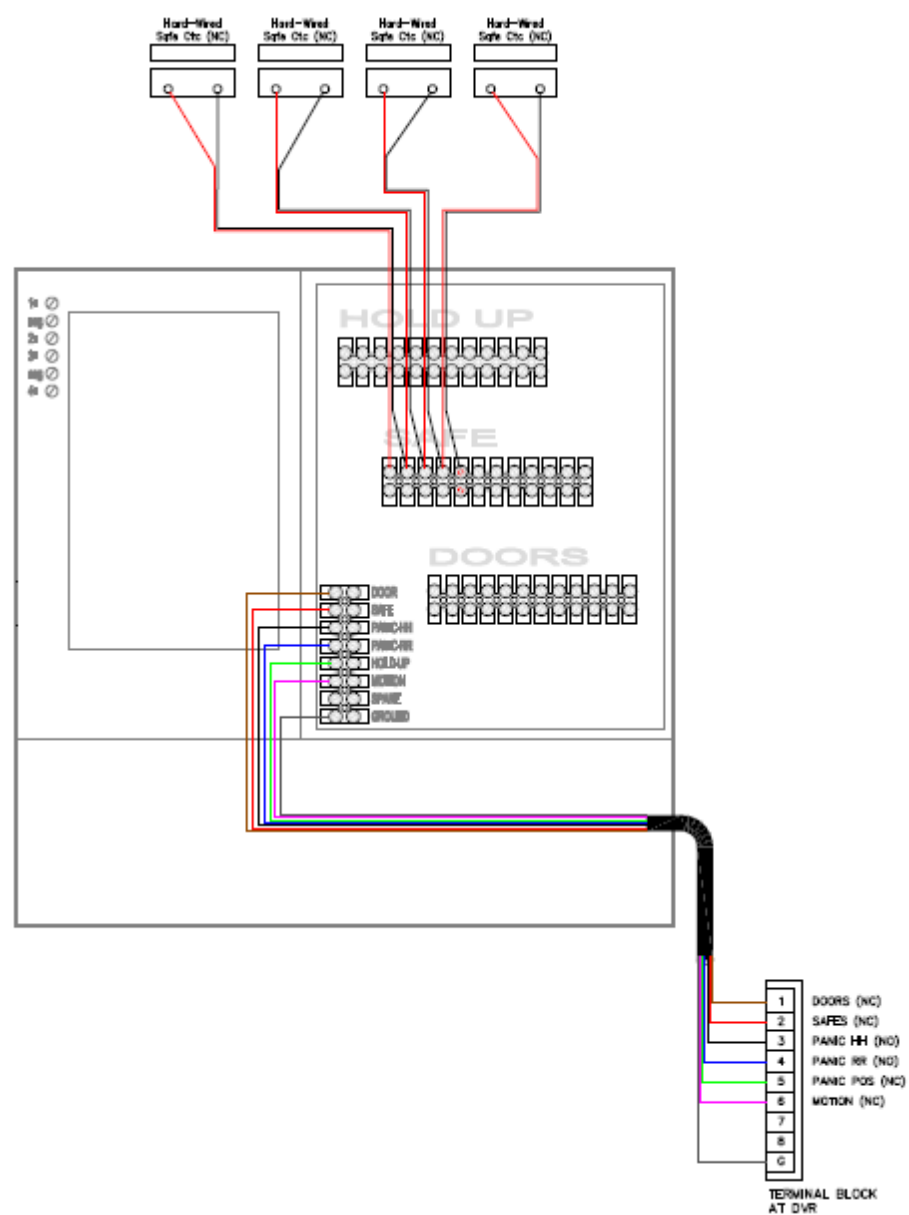 Hard-Wired
Safe Ctc (NC)
Hard-Wired
Safe Ctc (NC)
Hard-Wired
Safe Ctc (NC)
Hard-Wired
Safe Ctc (NC)
HOLD UP
SAFE
DOORS
DOOR
SAFE
PANIC-HH
PANIC-RR
HOLD-UP
MOTION
SPARE
GROUND
1 DOORS (NC)
2 SAFES (NC)
3 PANIC HH (NO)
4 PANIC RR (NO)
5 PANIC POS (NC)
6 MOTION (NC)
7
8
G
TERMINAL BLOCK
AT DVR